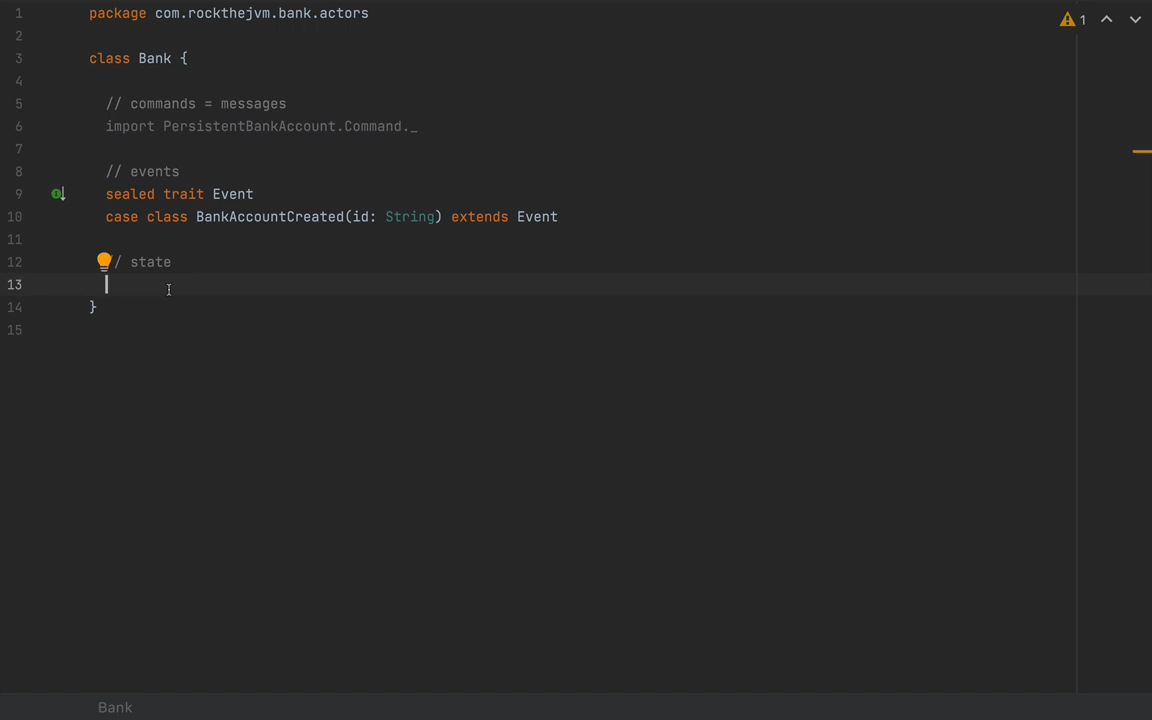 1 package com.rockthejvm.bank.actors
1
2
3 class Bank {
4
5 // commands = messages
6 import PersistentBankAccount.Command._
7
8 // events
9 sealed trait Event
10 case class BankAccountCreated(id: String) extends Event
11
12 / state
13
14 }
15
Bank